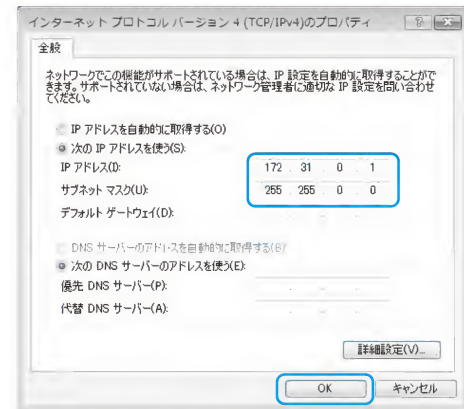 インターネット プロトコル バージョン 4 (TCP/IPv4)のプロパティ
全般
ネットワークでこの機能がサポートされている場合は、IP 設定を自動的に取得することがで
きます。サポートされていない場合は、ネットワーク管理者に適切な IP 設定を問い合わせ
てください。
IP アドレスを自動的に取得する(O)
次の IP アドレスを使う(S):
IP アドレス(I): 172 . 31 . 0 . 1
サブネット マスク(U): 255 . 255 . 0 . 0
デフォルト ゲートウェイ(D):
DNS サーバーのアドレスを自動的に取得する(B)
次の DNS サーバーのアドレスを使う(E):
優先 DNS サーバー(P):
代替 DNS サーバー(A):
詳細設定(V)...
OK キャンセル